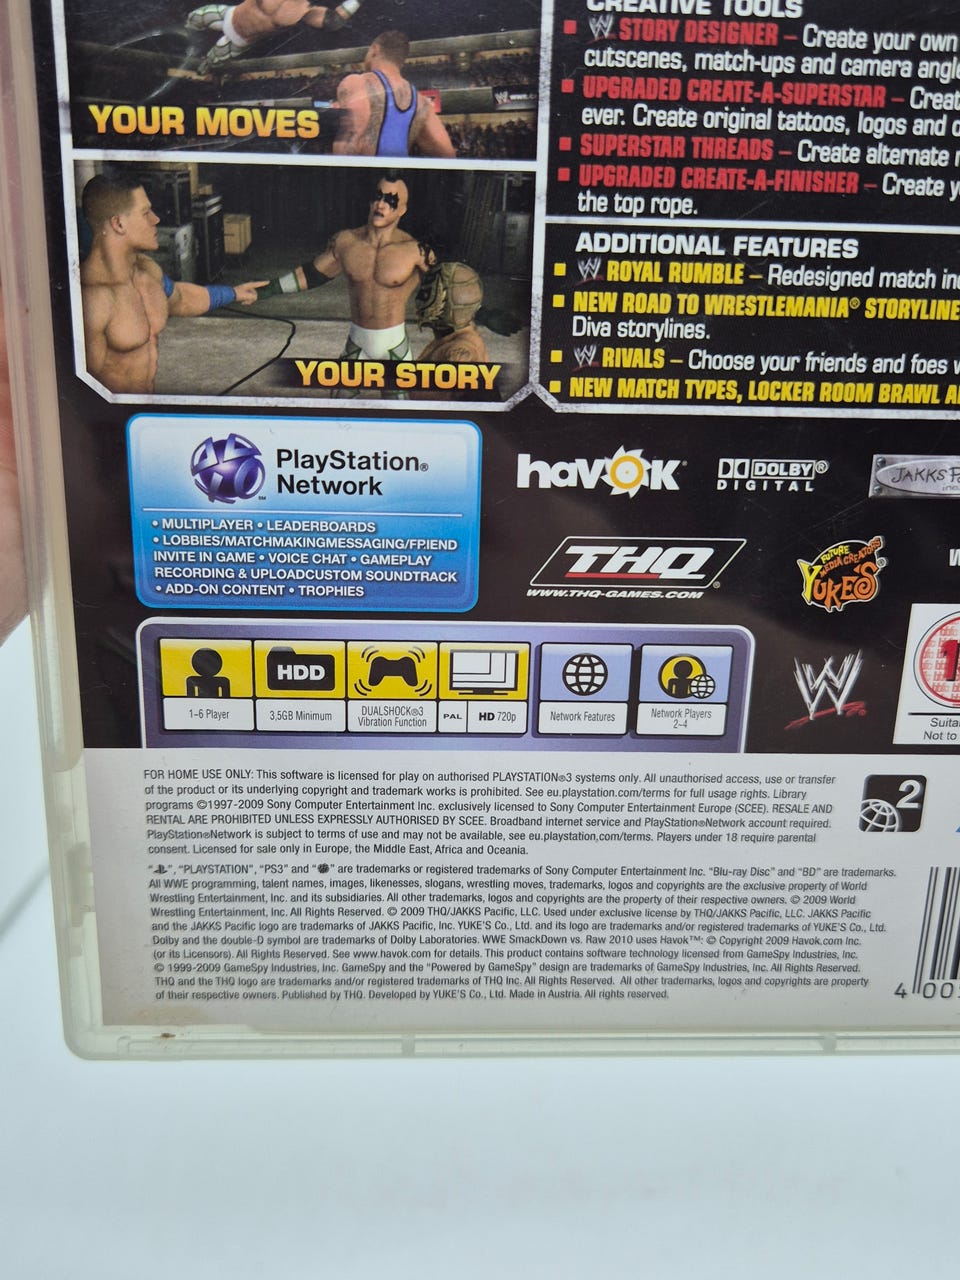 CREATIVE TOOLS
STORY DESIGNER – Create your own
cutscenes, match-ups and camera angle
UPGRADED CREATE-A-SUPERSTAR – Creat
ever. Create original tattoos, logos and
SUPERSTAR THREADS – Create alternate
UPGRADED CREATE-A-FINISHER – Create
the top rope.
YOUR MOVES
ADDITIONAL FEATURES
ROYAL RUMBLE – Redesigned match
NEW ROAD TO WRESTLEMANIA® STORYLINE
Diva storylines.
RIVALS – Choose your friends and foes
NEW MATCH TYPES, LOCKER ROOM BRAWL
YOUR STORY
PlayStation®
Network
• MULTIPLAYER • LEADERBOARDS
• LOBBIES/MATCHMAKINGMESSAGING/FRIEND
INVITE IN GAME • VOICE CHAT • GAMEPLAY
RECORDING & UPLOADCUSTOM SOUNDTRACK
• ADD-ON CONTENT • TROPHIES
havOK
DOLBY®
DIGITAL
JAKKS
THQ®
WWW.THQ-GAMES.COM
FUTURE
MEDIA CREATORS
YUKE'S
HDD
1-6 Player
3,5GB Minimum
DUALSHOCK®3
Vibration Function
PAL
HD 720p
Network Features
Network Players
2-4
W
Suita
Not to
2
FOR HOME USE ONLY: This software is licensed for play on authorised PLAYSTATION®3 systems only. All unauthorised access, use or transfer
of the product or its underlying copyright and trademark works is prohibited. See eu.playstation.com/terms for full usage rights. Library
programs ©1997-2009 Sony Computer Entertainment Inc. exclusively licensed to Sony Computer Entertainment Europe (SCEE). RESALE AND
RENTAL ARE PROHIBITED UNLESS EXPRESSLY AUTHORISED BY SCEE. Broadband internet service and PlayStation®Network account required.
PlayStation®Network is subject to terms of use and may not be available, see eu.playstation.com/terms. Players under 18 require parental
consent. Licensed for sale only in Europe, the Middle East, Africa and Oceania.
"", "PLAYSTATION", "PS3" and "" are trademarks or registered trademarks of Sony Computer Entertainment Inc. "Blu-ray Disc" and "BD" are trademarks.
All WWE programming, talent names, images, likenesses, slogans, wrestling moves, trademarks, logos and copyrights are the exclusive property of World
Wrestling Entertainment, Inc. and its subsidiaries. All other trademarks, logos and copyrights are the property of their respective owners. © 2009 World
Wrestling Entertainment, Inc. All Rights Reserved. © 2009 THQ/JAKKS Pacific, LLC. Used under exclusive license by THQ/JAKKS Pacific, LLC. JAKKS Pacific
and the JAKKS Pacific logo are trademarks of JAKKS Pacific, Inc. YUKE'S Co., Ltd. and its logo are trademarks and/or registered trademarks of YUKE'S Co., Ltd.
Dolby and the double-D symbol are trademarks of Dolby Laboratories. WWE SmackDown vs. Raw 2010 uses Havok™: © Copyright 2009 Havok.com Inc.
(or its Licensors). All Rights Reserved. See www.havok.com for details. This product contains software technology licensed from GameSpy Industries, Inc.
© 1999-2009 GameSpy Industries, Inc. GameSpy and the "Powered by GameSpy" design are trademarks of GameSpy Industries, Inc. All Rights Reserved.
THQ and the THQ logo are trademarks and/or registered trademarks of THQ Inc. All Rights Reserved. All other trademarks, logos and copyrights are property
of their respective owners. Published by THQ. Developed by YUKE'S Co., Ltd. Made in Austria. All rights reserved.
4 00